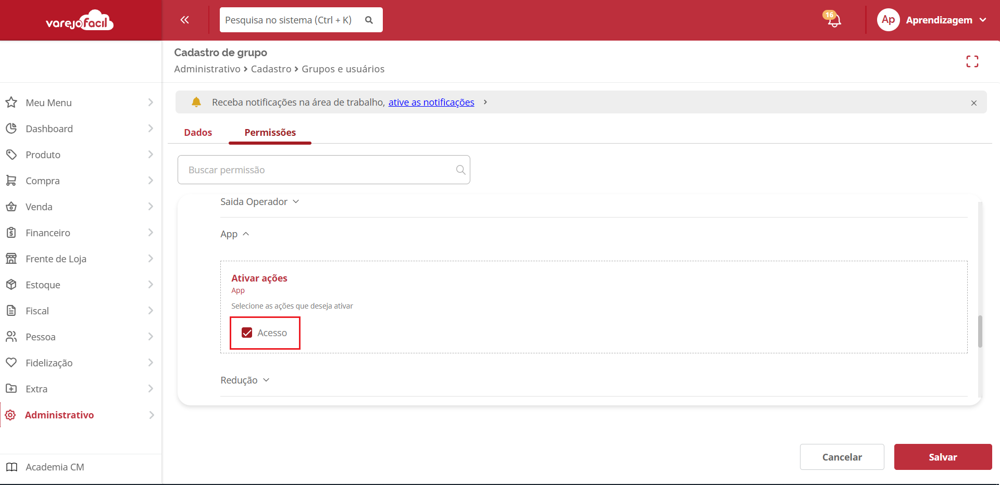 varejofacil
Pesquisa no sistema (Ctrl + K)
16
Ap
Aprendizagem
Cadastro de grupo
Administrativo > Cadastro > Grupos e usuários
Receba notificações na área de trabalho, ative as notificações
Meu Menu
Dashboard
Produto
Compra
Venda
Financeiro
Frente de Loja
Estoque
Fiscal
Pessoa
Fidelização
Extra
Administrativo
Academia CM
Dados
Permissões
Buscar permissão
Saida Operador
App
Ativar ações
App
Selecione as ações que deseja ativar
Acesso
Redução
Cancelar
Salvar